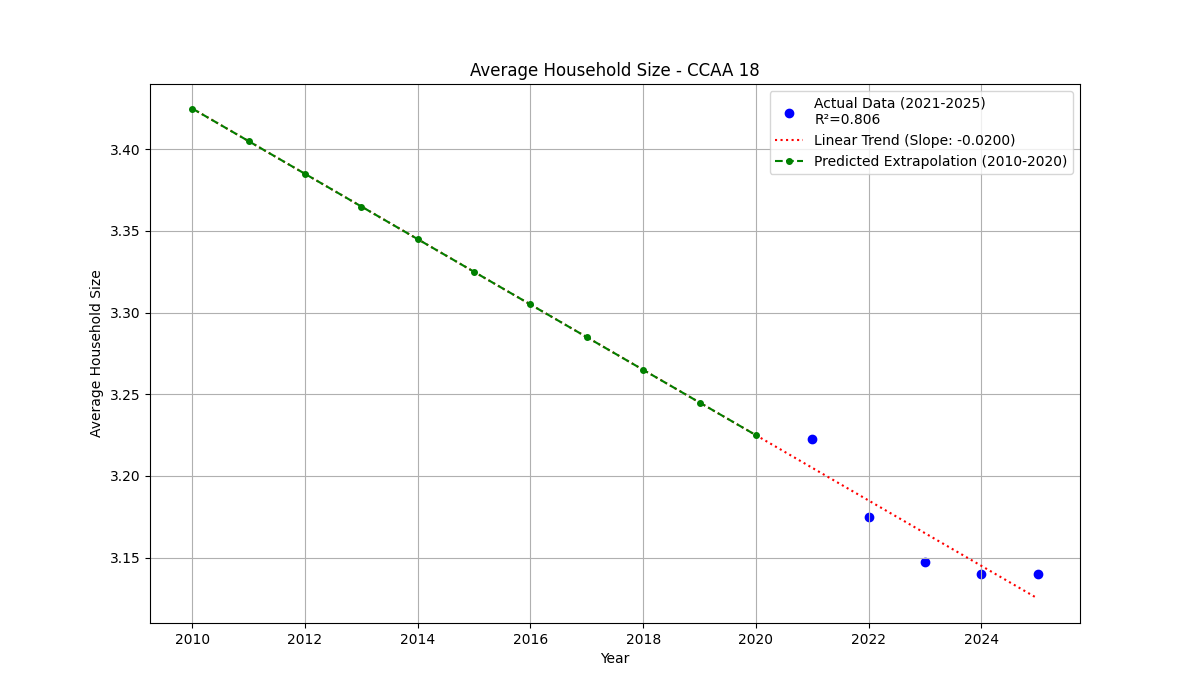 Average Household Size - CCAA 18
Actual Data (2021-2025)
R²=0.806
Linear Trend (Slope: -0.0200)
Predicted Extrapolation (2010-2020)
Average Household Size
3.40
3.35
3.30
3.25
3.20
3.15
2010 2012 2014 2016 2018 2020 2022 2024
Year